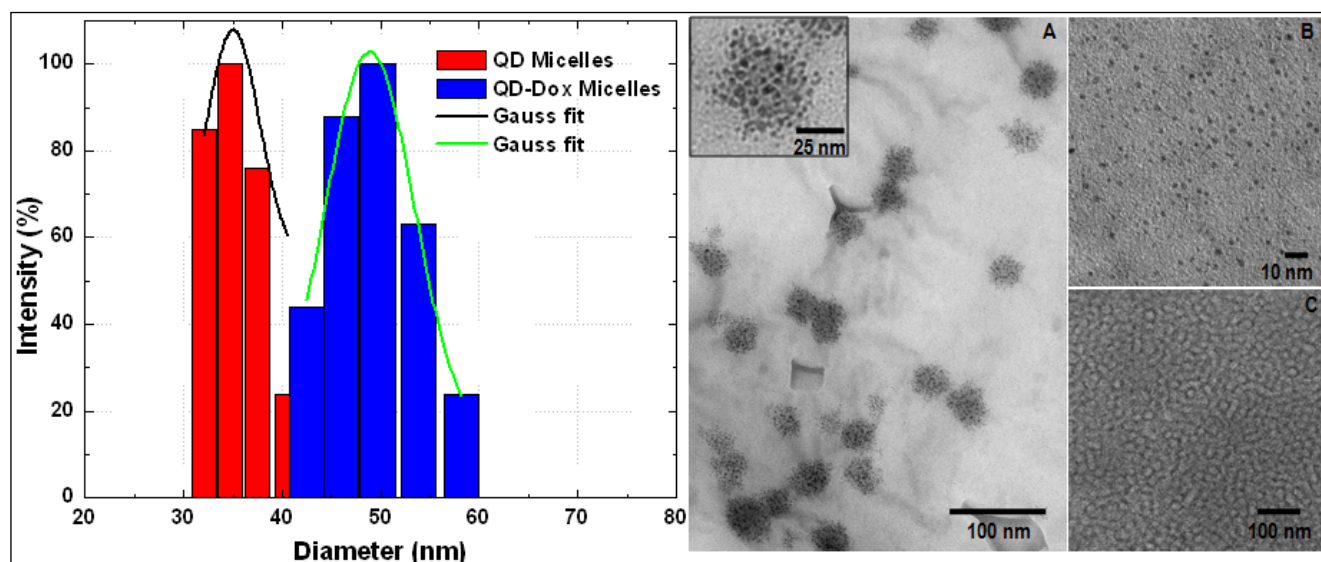 Intensity (%)
100
80
60
40
20
0
20
30
40
50
60
70
80
Diameter (nm)
QD Micelles
QD-Dox Micelles
Gauss fit
Gauss fit
A
25 nm
100 nm
B
10 nm
C
100 nm